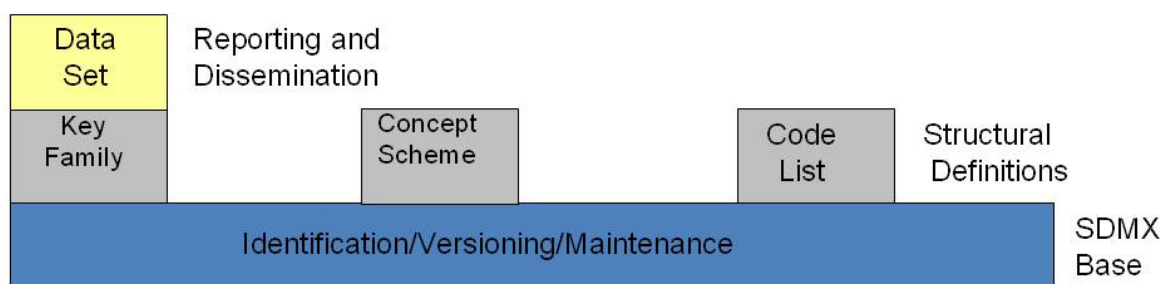 Data
Set
Reporting and
Dissemination
Key
Family
Concept
Scheme
Code
List
Structural
Definitions
Identification/Versioning/Maintenance
SDMX
Base